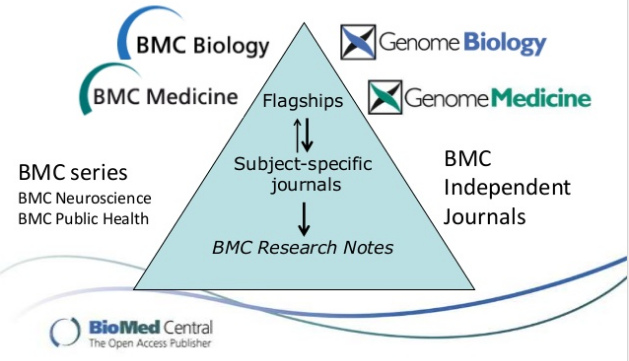 BMC Biology
Genome Biology
BMC Medicine
Genome Medicine
Flagships
Subject-specific
journals
BMC Research Notes
BMC series
BMC Neuroscience
BMC Public Health
BMC
Independent
Journals
BioMed Central
The Open Access Publisher